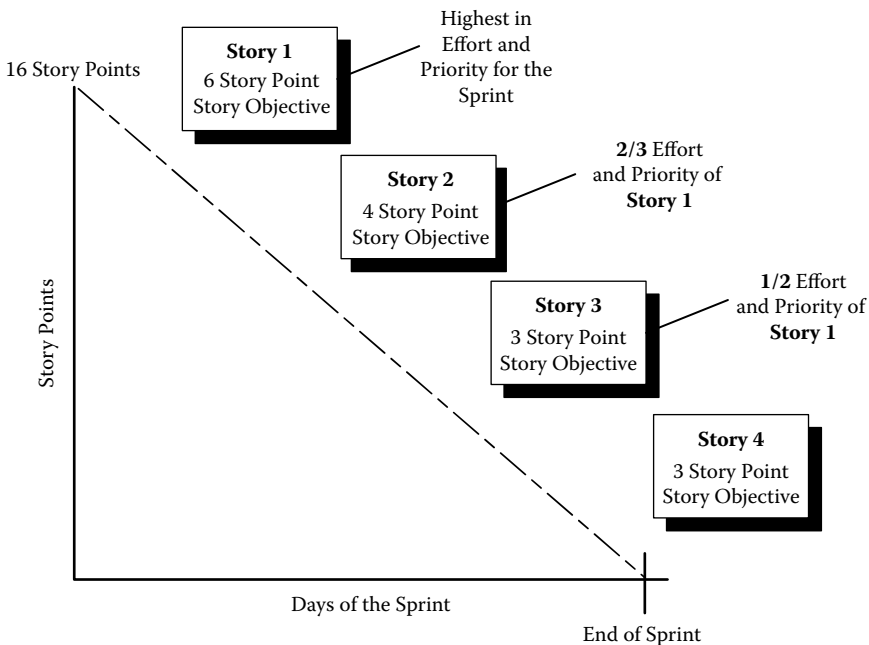 16 Story Points
Story 1
6 Story Point
Story Objective
Highest in
Effort and
Priority for the
Sprint
Story 2
4 Story Point
Story Objective
2/3 Effort
and Priority of
Story 1
Story 3
3 Story Point
Story Objective
1/2 Effort
and Priority of
Story 1
Story 4
3 Story Point
Story Objective
Story Points
Days of the Sprint
End of Sprint